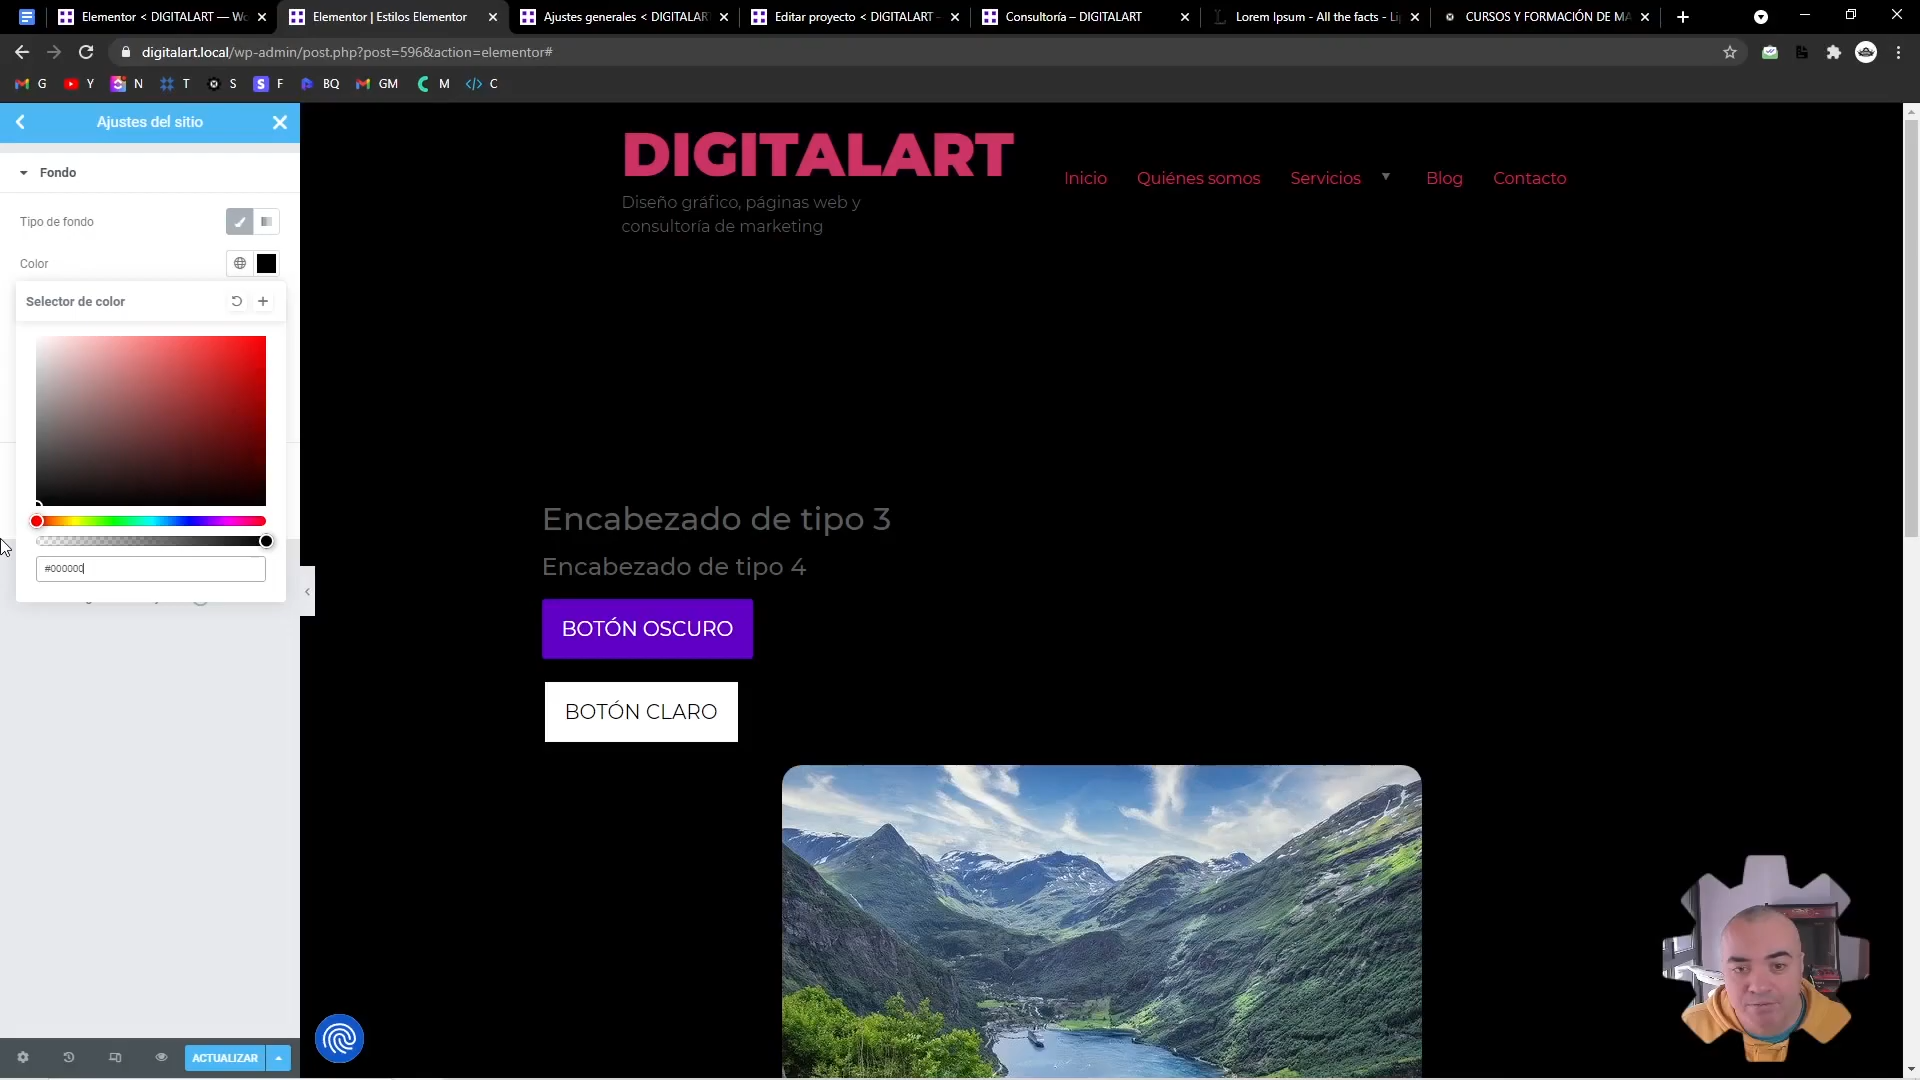 Elementor < DIGITALART — Wo
Elementor | Estilos Elementor
Ajustes generales < DIGITALART
Editar proyecto < DIGITALART -
Consultoría – DIGITALART
Lorem Ipsum - All the facts - Li
CURSOS Y FORMACIÓN DE MA
digitalart.local/wp-admin/post.php?post=596&action=elementor#
G
Y
N
T
S
F
BQ
GM
M
C
Ajustes del sitio
Fondo
Tipo de fondo
Color
Selector de color
#000000
ACTUALIZAR
DIGITALART
Diseño gráfico, páginas web y
consultoría de marketing
Inicio
Quiénes somos
Servicios
Blog
Contacto
Encabezado de tipo 3
Encabezado de tipo 4
BOTÓN OSCURO
BOTÓN CLARO